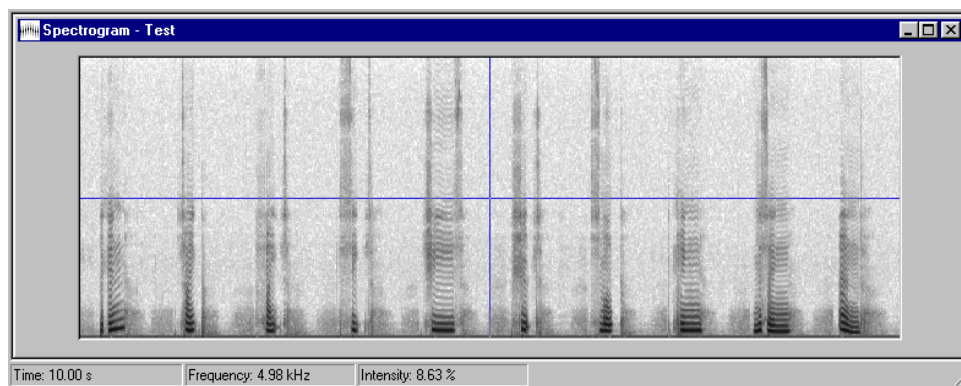 Spectrogram - Test
Time: 10.00 s Frequency: 4.98 kHz Intensity: 8.63 %